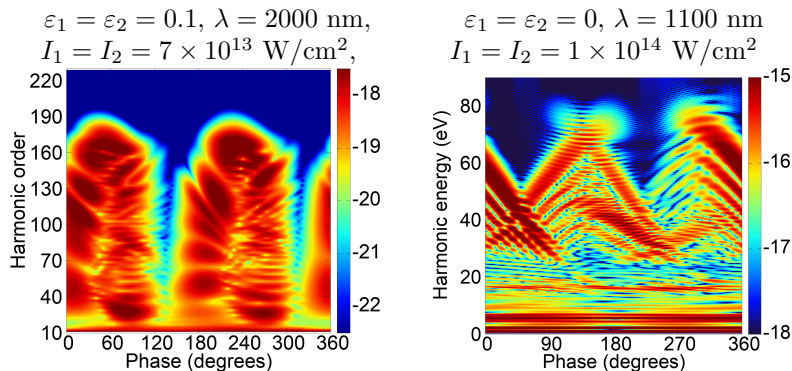 ε₁ = ε₂ = 0.1, λ = 2000 nm,
I₁ = I₂ = 7 × 10¹³ W/cm²,
220
190
160
130
100
70
40
10
Harmonic order
0 60 120 180 240 300 360
Phase (degrees)
-18
-19
-20
-21
-22
ε₁ = ε₂ = 0, λ = 1100 nm
I₁ = I₂ = 1 × 10¹⁴ W/cm²
80
60
40
20
0
Harmonic energy (eV)
0 90 180 270 360
Phase (degrees)
-15
-16
-17
-18